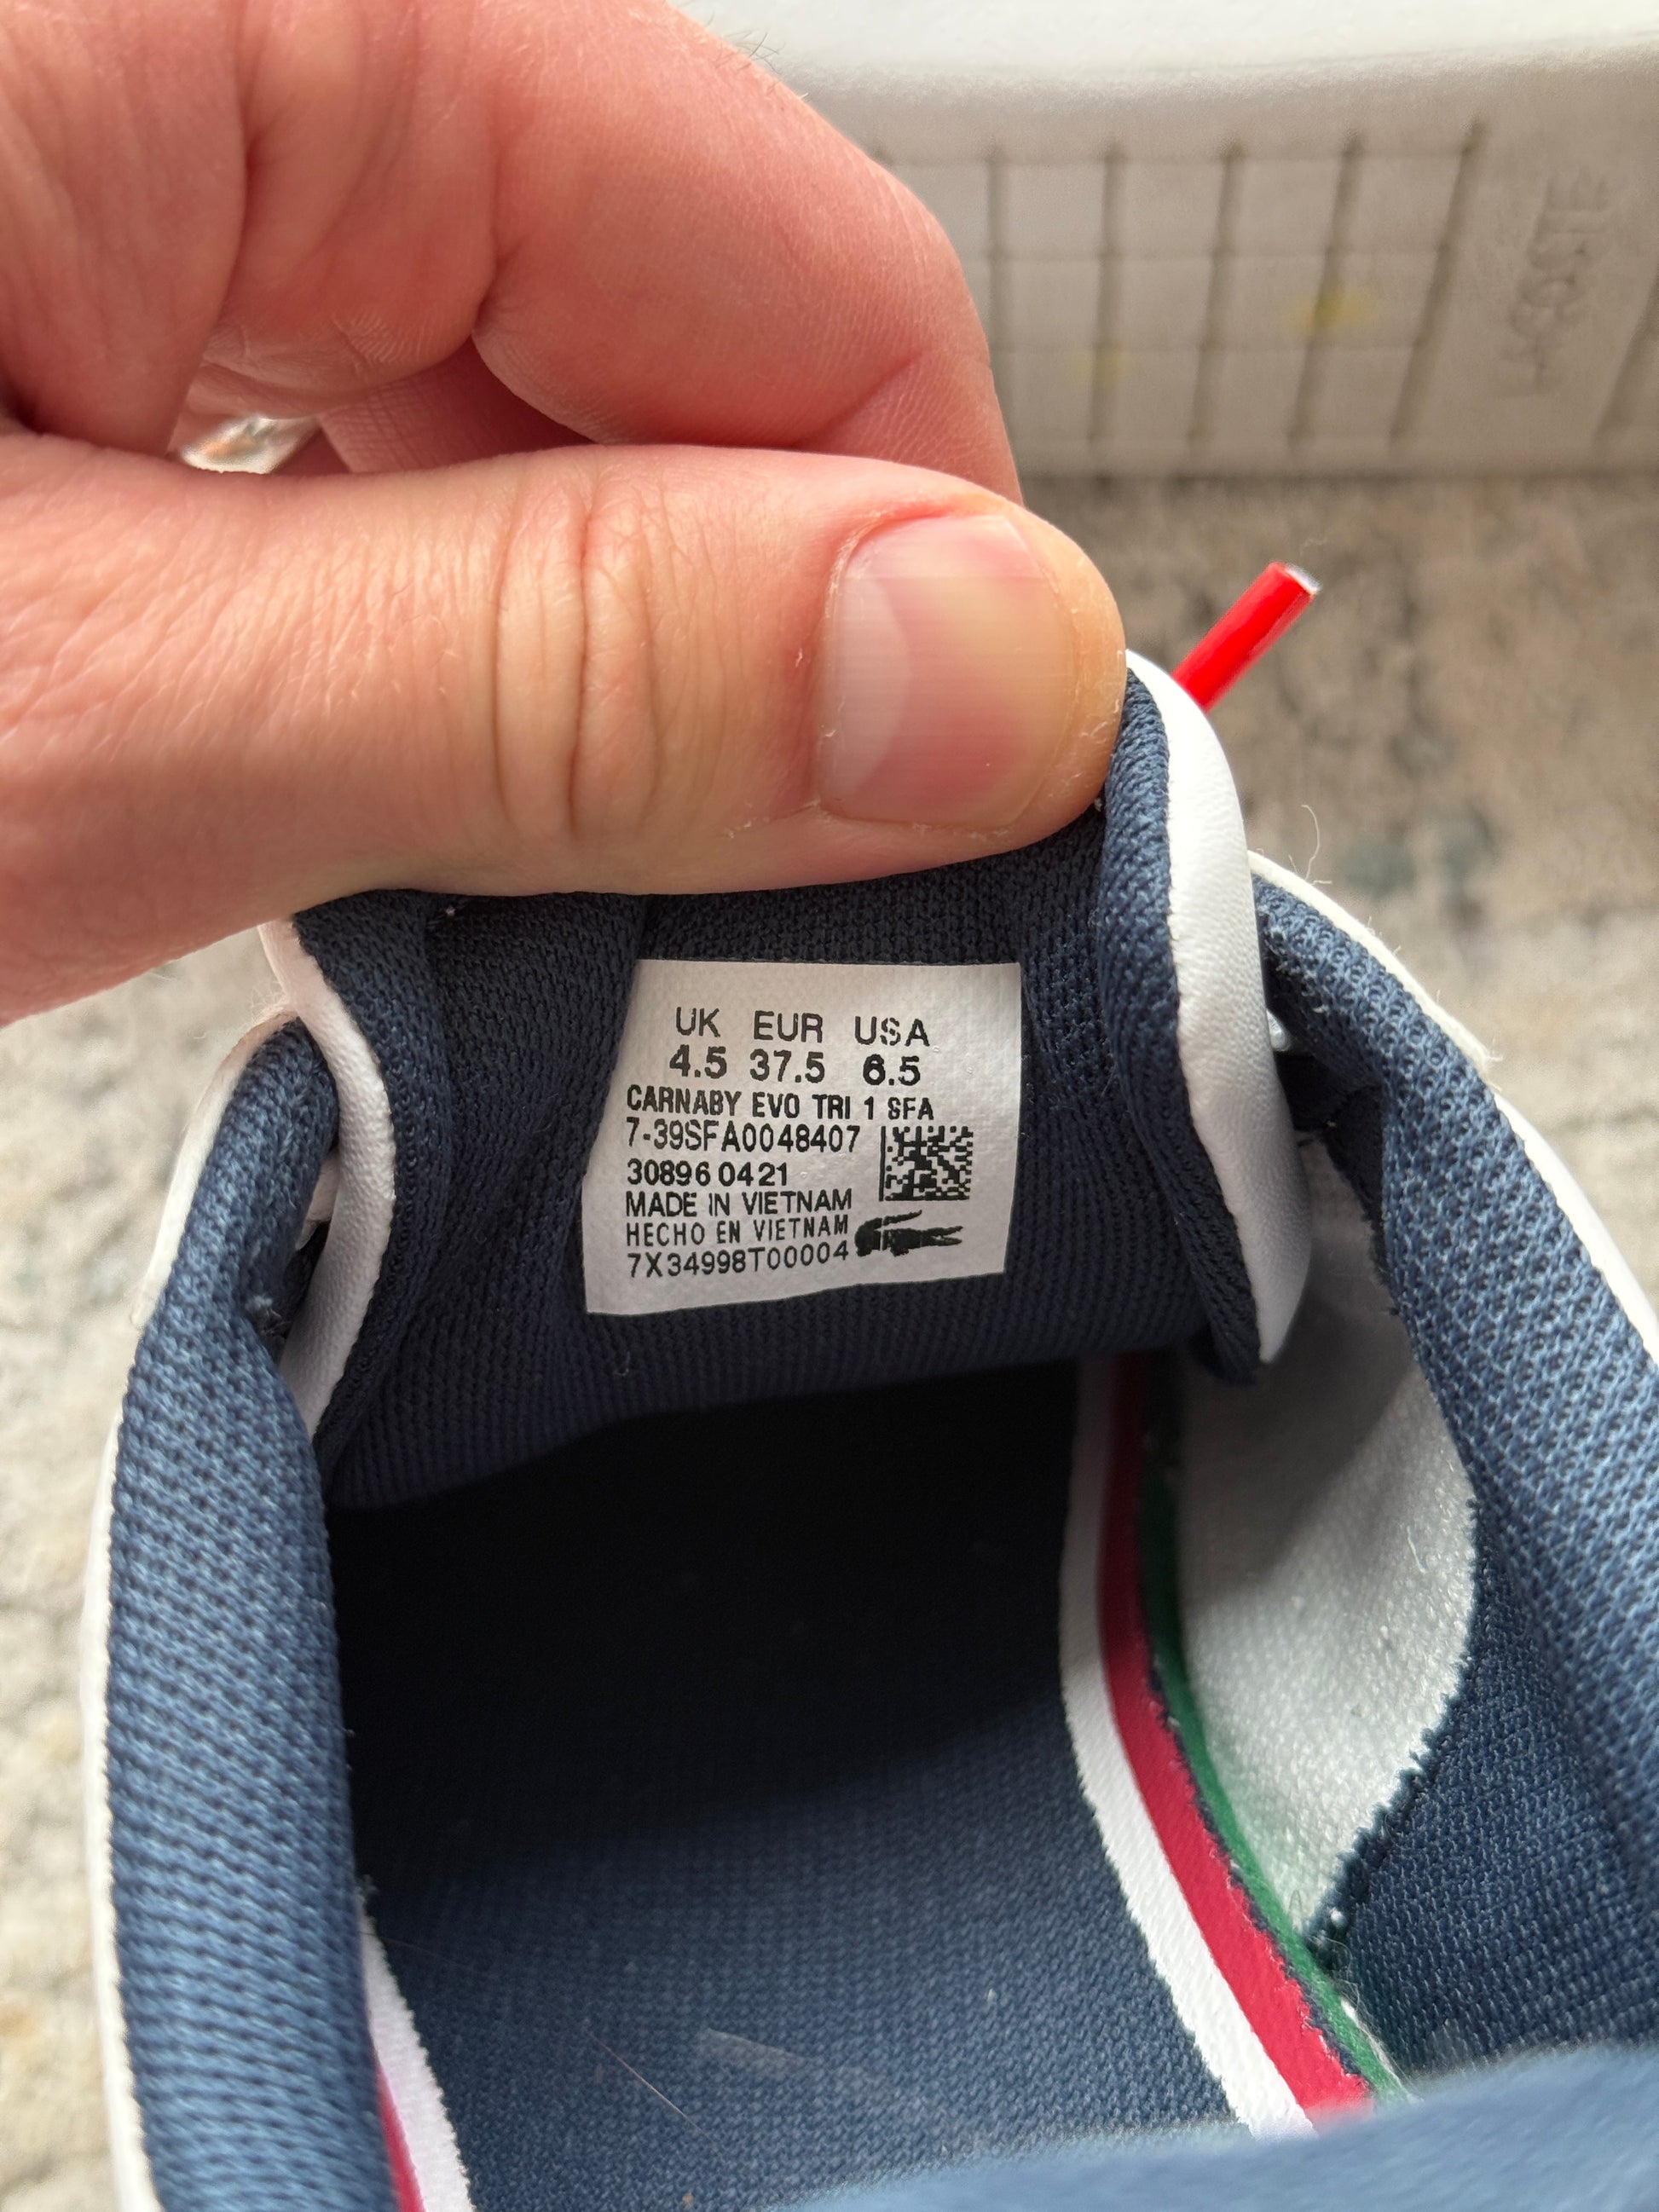 UK EUR USA
4.5 37.5 6.5
CARNABY EVO TRI 1 SFA
7-39SFA0048407
30896 0421
MADE IN VIETNAM
HECHO EN VIETNAM
7X34998T00004